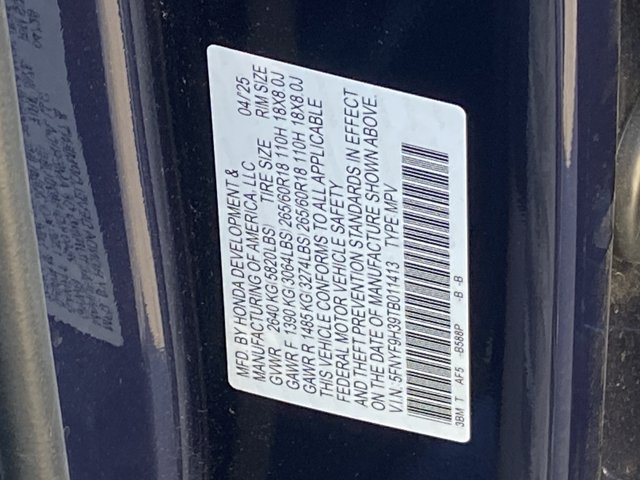 MFD BY HONDA DEVELOPMENT &
MANUFACTURING OF AMERICA, LLC 04/'25
GVWR 2640 KG(5820LBS) TIRE SIZE RIM SIZE
GAWR F 1390 KG(3064LBS) 265/60R18 110H 18X8.0J
GAWR R 1485 KG(3274LBS) 265/60R18 110H 18X8.0J
THIS VEHICLE CONFORMS TO ALL APPLICABLE
FEDERAL MOTOR VEHICLE SAFETY
AND THEFT PREVENTION STANDARDS IN EFFECT
ON THE DATE OF MANUFACTURE SHOWN ABOVE.
V.I.N: 5FNYF9H39TB011413 TYPE:MPV
3BM T AF5 -B588P -B -B